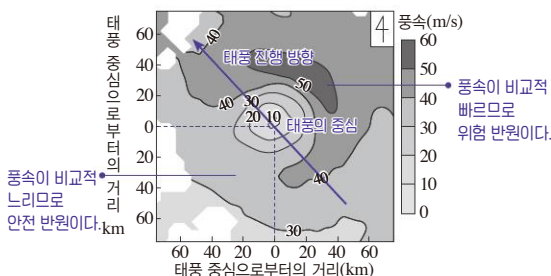 태풍 중심으로부터의 거리
km
60
40
20
0
20
40
60
40
태풍 진행 방향
50
40
30
20
10
태풍의 중심
40
30
4
풍속(m/s)
60
50
40
30
20
10
0
풍속이 비교적
빠르므로
위험 반원이다.
풍속이 비교적
느리므로
안전 반원이다.
60 40 20 0 20 40 60
태풍 중심으로부터의 거리(km)